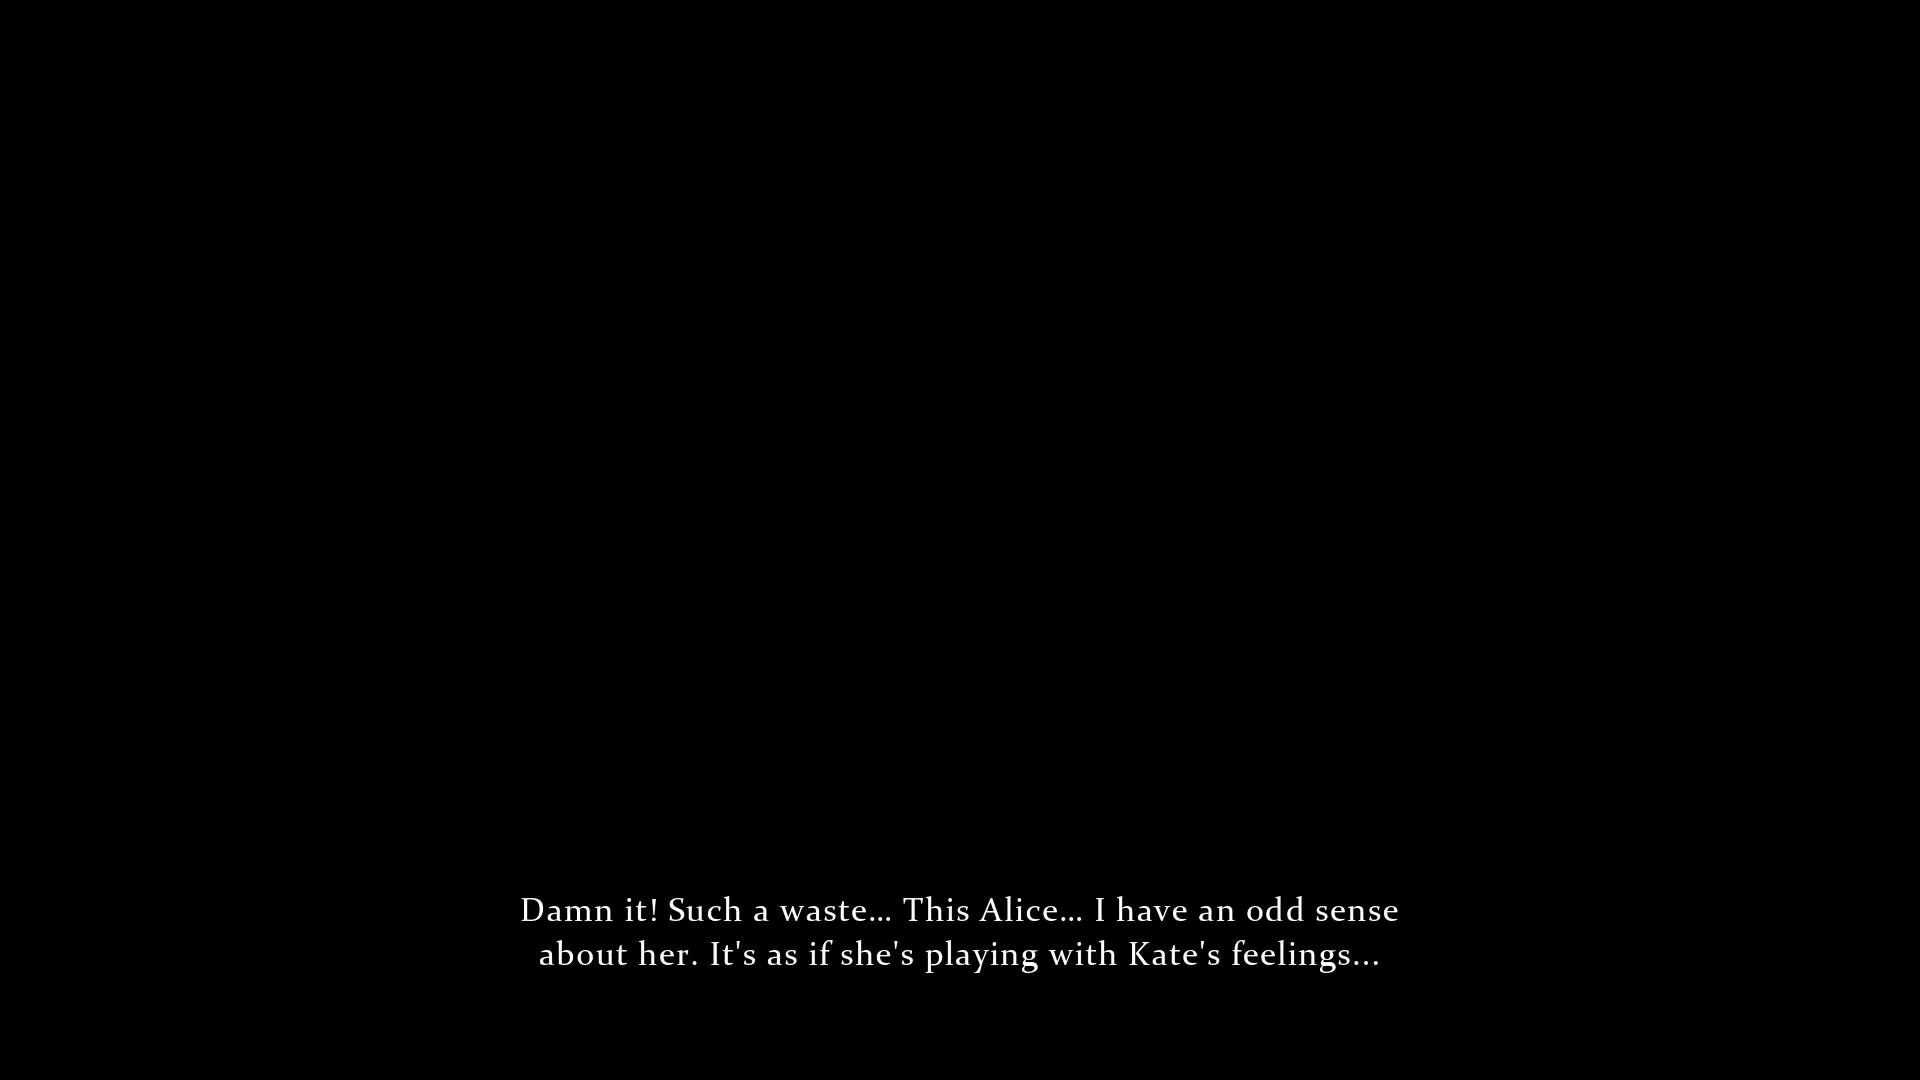 Damn it! Such a waste... This Alice... I have an odd sense
about her. It's as if she's playing with Kate's feelings...